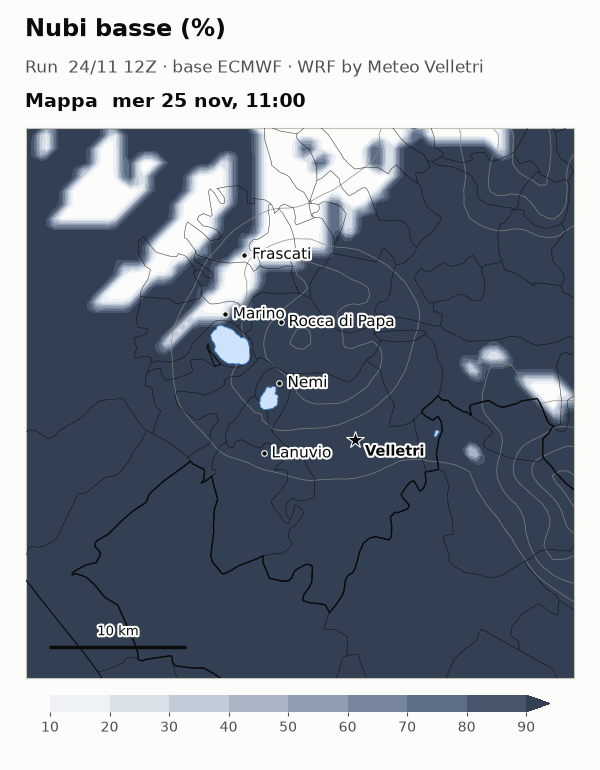 Nubi basse (%)
Run  24/11 12Z · base ECMWF · WRF by Meteo Velletri
Mappa  mer 25 nov, 11:00
Frascati
Marino
Rocca di Papa
Nemi
Velletri
Lanuvio
10 km
10 20 30 40 50 60 70 80 90